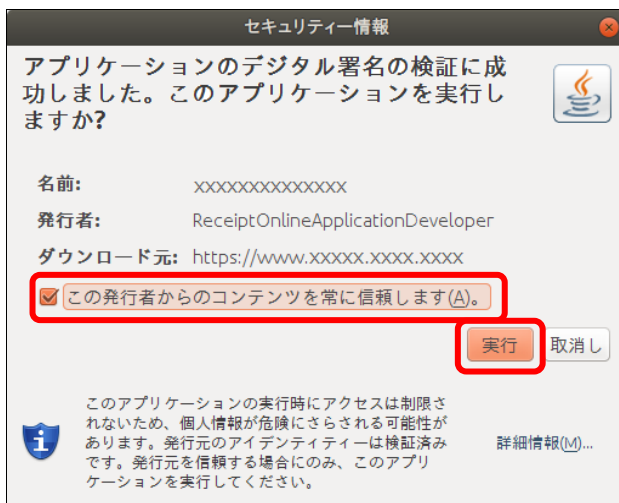 セキュリティー情報
アプリケーションのデジタル署名の検証に成
功しました。このアプリケーションを実行し
ますか?
名前: xxxxxxxxxxxxxx
発行者: ReceiptOnlineApplicationDeveloper
ダウンロード元: https://www.xxxxx.xxxx.xxxx
この発行者からのコンテンツを常に信頼します(A)。
実行 取消し
このアプリケーションの実行時にアクセスは制限さ
れないため、個人情報が危険にさらされる可能性が
あります。発行元のアイデンティティーは検証済み
です。発行元を信頼する場合にのみ、このアプリ
ケーションを実行してください。
詳細情報(M)...